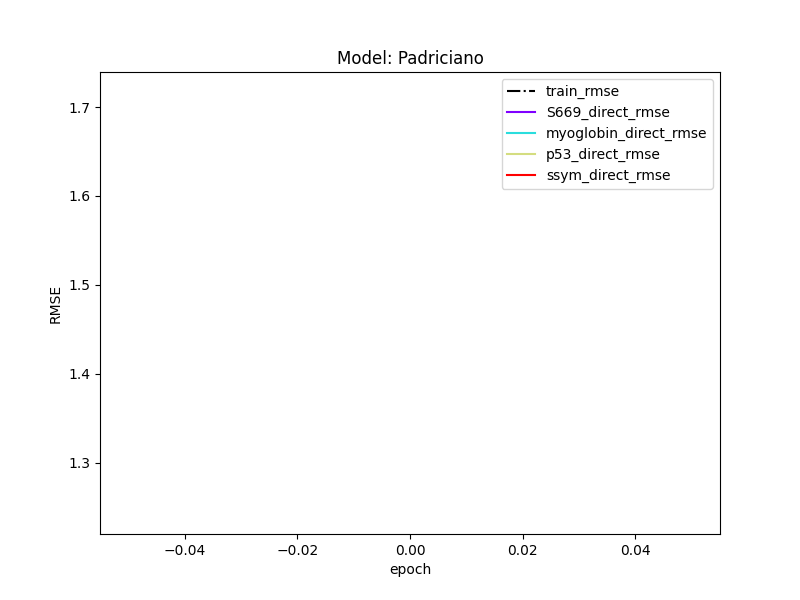 Model: Padriciano
train_rmse
S669_direct_rmse
myoglobin_direct_rmse
p53_direct_rmse
ssym_direct_rmse
RMSE
1.7
1.6
1.5
1.4
1.3
−0.04 −0.02 0.00 0.02 0.04
epoch